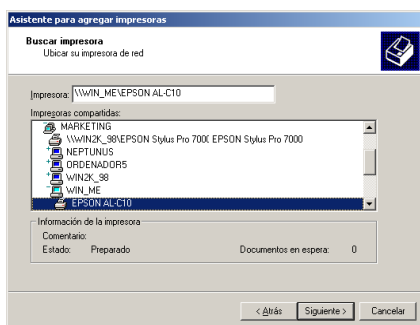 Asistente para agregar impresoras
Buscar impresora
Ubicar su impresora de red
Impresora: \\WIN_ME\EPSON AL-C10
Impresoras compartidas:
MARKETING
\\WIN2K_98\EPSON Stylus Pro 7000 EPSON Stylus Pro 7000
NEPTUNUS
ORDENADOR5
WIN2K_98
WIN_ME
EPSON AL-C10
Información de la impresora
Comentario:
Estado: Preparado Documentos en espera: 0
< Atrás Siguiente > Cancelar